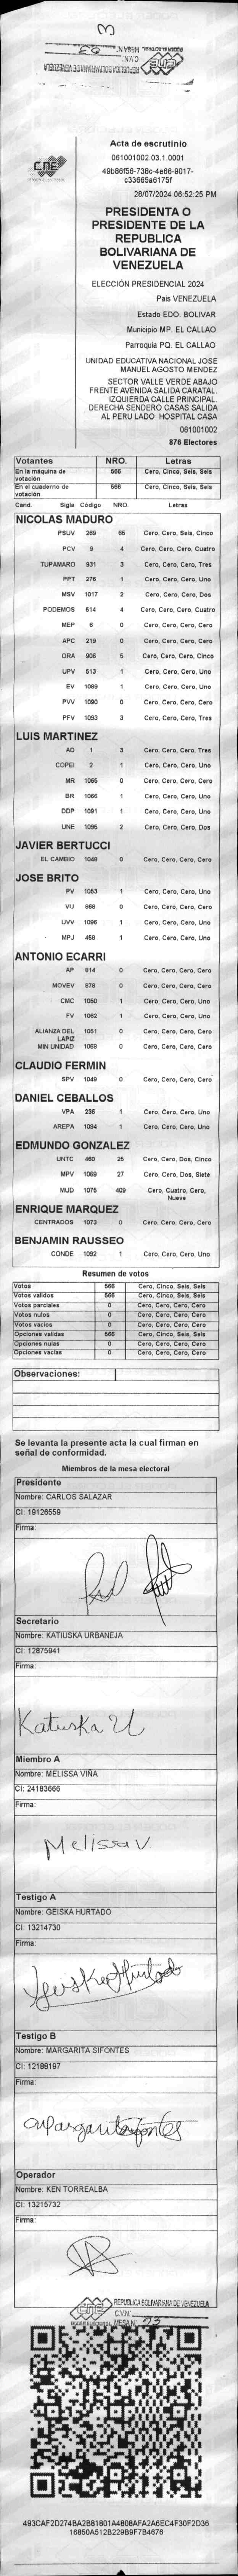 3
PODER ELECTORAL MESA N. 03
C.V.N.
REPUBLICA BOLIVARIANA DE VENEZUELA
CNE
CNE
Acta de escrutinio
061001002.03.1.0001
49b86f56-738c-4e66-9017-
c33665a6175f
28/07/2024 06:52:25 PM
PRESIDENTA O
PRESIDENTE DE LA
REPUBLICA
BOLIVARIANA DE
VENEZUELA
ELECCIÓN PRESIDENCIAL 2024
Pais VENEZUELA
Estado EDO. BOLIVAR
Municipio MP. EL CALLAO
Parroquia PQ. EL CALLAO
UNIDAD EDUCATIVA NACIONAL JOSE
MANUEL AGOSTO MENDEZ
SECTOR VALLE VERDE ABAJO
FRENTE AVENIDA SALIDA CARATAL.
IZQUIERDA CALLE PRINCIPAL.
DERECHA SENDERO CASAS SALIDA
AL PERU LADO HOSPITAL CASA
061001002
876 Electores
Votantes NRO. Letras
En la máquina de votación 566 Cero, Cinco, Seis, Seis
En el cuaderno de votación 566 Cero, Cinco, Seis, Seis
Cand. Sigla Código NRO. Letras
NICOLAS MADURO
PSUV 269 65 Cero, Cero, Seis, Cinco
PCV 9 4 Cero, Cero, Cero, Cuatro
TUPAMARO 931 3 Cero, Cero, Cero, Tres
PPT 276 1 Cero, Cero, Cero, Uno
MSV 1017 2 Cero, Cero, Cero, Dos
PODEMOS 514 4 Cero, Cero, Cero, Cuatro
MEP 6 0 Cero, Cero, Cero, Cero
APC 219 0 Cero, Cero, Cero, Cero
ORA 906 5 Cero, Cero, Cero, Cinco
UPV 513 1 Cero, Cero, Cero, Uno
EV 1089 1 Cero, Cero, Cero, Uno
PVV 1090 0 Cero, Cero, Cero, Cero
PFV 1093 3 Cero, Cero, Cero, Tres
LUIS MARTINEZ
AD 1 3 Cero, Cero, Cero, Tres
COPEI 2 1 Cero, Cero, Cero, Uno
MR 1065 0 Cero, Cero, Cero, Cero
BR 1066 1 Cero, Cero, Cero, Uno
DDP 1091 1 Cero, Cero, Cero, Uno
UNE 1095 2 Cero, Cero, Cero, Dos
JAVIER BERTUCCI
EL CAMBIO 1048 0 Cero, Cero, Cero, Cero
JOSE BRITO
PV 1053 1 Cero, Cero, Cero, Uno
VU 868 0 Cero, Cero, Cero, Cero
UVV 1096 1 Cero, Cero, Cero, Uno
MPJ 459 1 Cero, Cero, Cero, Uno
ANTONIO ECARRI
AP 814 0 Cero, Cero, Cero, Cero
MOVEV 879 0 Cero, Cero, Cero, Cero
CMC 1050 1 Cero, Cero, Cero, Uno
FV 1062 1 Cero, Cero, Cero, Uno
ALIANZA DEL LAPIZ 1051 0 Cero, Cero, Cero, Cero
MIN UNIDAD 1068 0 Cero, Cero, Cero, Cero
CLAUDIO FERMIN
SPV 1049 0 Cero, Cero, Cero, Cero
DANIEL CEBALLOS
VPA 236 1 Cero, Cero, Cero, Uno
AREPA 1094 1 Cero, Cero, Cero, Uno
EDMUNDO GONZALEZ
UNTC 460 25 Cero, Cero, Dos, Cinco
MPV 1069 27 Cero, Cero, Dos, Siete
MUD 1075 409 Cero, Cuatro, Cero, Nueve
ENRIQUE MARQUEZ
CENTRADOS 1073 0 Cero, Cero, Cero, Cero
BENJAMIN RAUSSEO
CONDE 1092 1 Cero, Cero, Cero, Uno
Resumen de votos
Votos 566 Cero, Cinco, Seis, Seis
Votos validos 566 Cero, Cinco, Seis, Seis
Votos parciales 0 Cero, Cero, Cero, Cero
Votos nulos 0 Cero, Cero, Cero, Cero
Votos vacios 0 Cero, Cero, Cero, Cero
Opciones validas 566 Cero, Cinco, Seis, Seis
Opciones nulas 0 Cero, Cero, Cero, Cero
Opciones vacias 0 Cero, Cero, Cero, Cero
Observaciones:
Se levanta la presente acta la cual firman en
señal de conformidad.
Miembros de la mesa electoral
Presidente
Nombre: CARLOS SALAZAR
CI: 19126559
Firma:
Secretario
Nombre: KATIUSKA URBANEJA
CI: 12875941
Firma:
Katiuska U
Miembro A
Nombre: MELISSA VIÑA
CI: 24183666
Firma:
Melissa V.
Testigo A
Nombre: GEISKA HURTADO
CI: 13214730
Firma:
Geiska Hurtado
Testigo B
Nombre: MARGARITA SIFONTES
CI: 12188197
Firma:
Margarita Sifontes
Operador
Nombre: KEN TORREALBA
CI: 13215732
Firma:
CNE REPUBLICA BOLIVARIANA DE VENEZUELA
C.V.N:
PODER ELECTORAL MESA N. 03
493CAF2D274BA2B81801A4808AFA2A6EC4F30F2D36
16850A512B229B9F7B4676